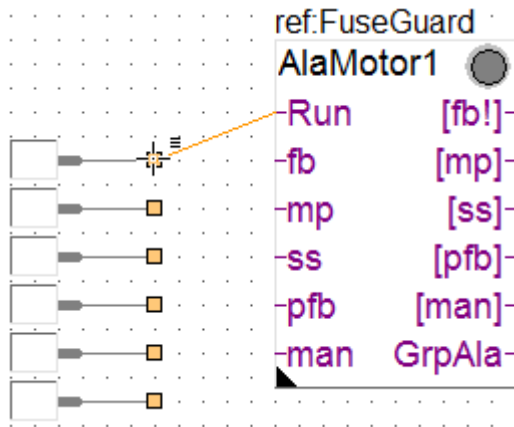 ref:FuseGuard
AlaMotor1
Run [fb!]
fb [mp]
mp [ss]
ss [pfb]
pfb [man]
man GrpAla